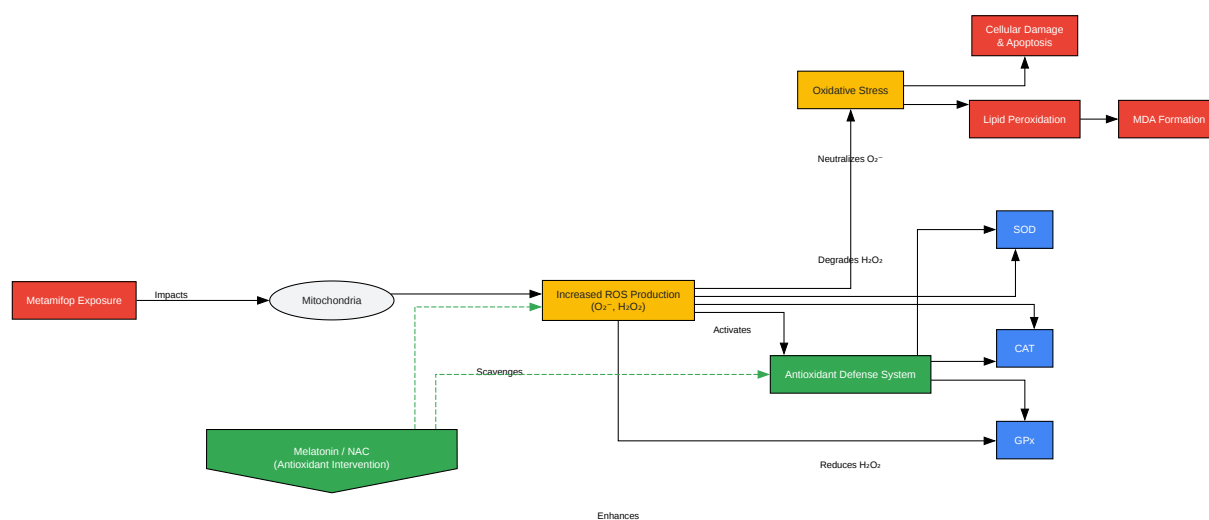 Cellular Damage
& Apoptosis
Oxidative Stress
Lipid Peroxidation
MDA Formation
Neutralizes O₂⁻
SOD
Degrades H₂O₂
Metamifop Exposure
Impacts
Mitochondria
Increased ROS Production
(O₂⁻, H₂O₂)
Activates
CAT
Scavenges
Antioxidant Defense System
GPx
Melatonin / NAC
(Antioxidant Intervention)
Reduces H₂O₂
Enhances